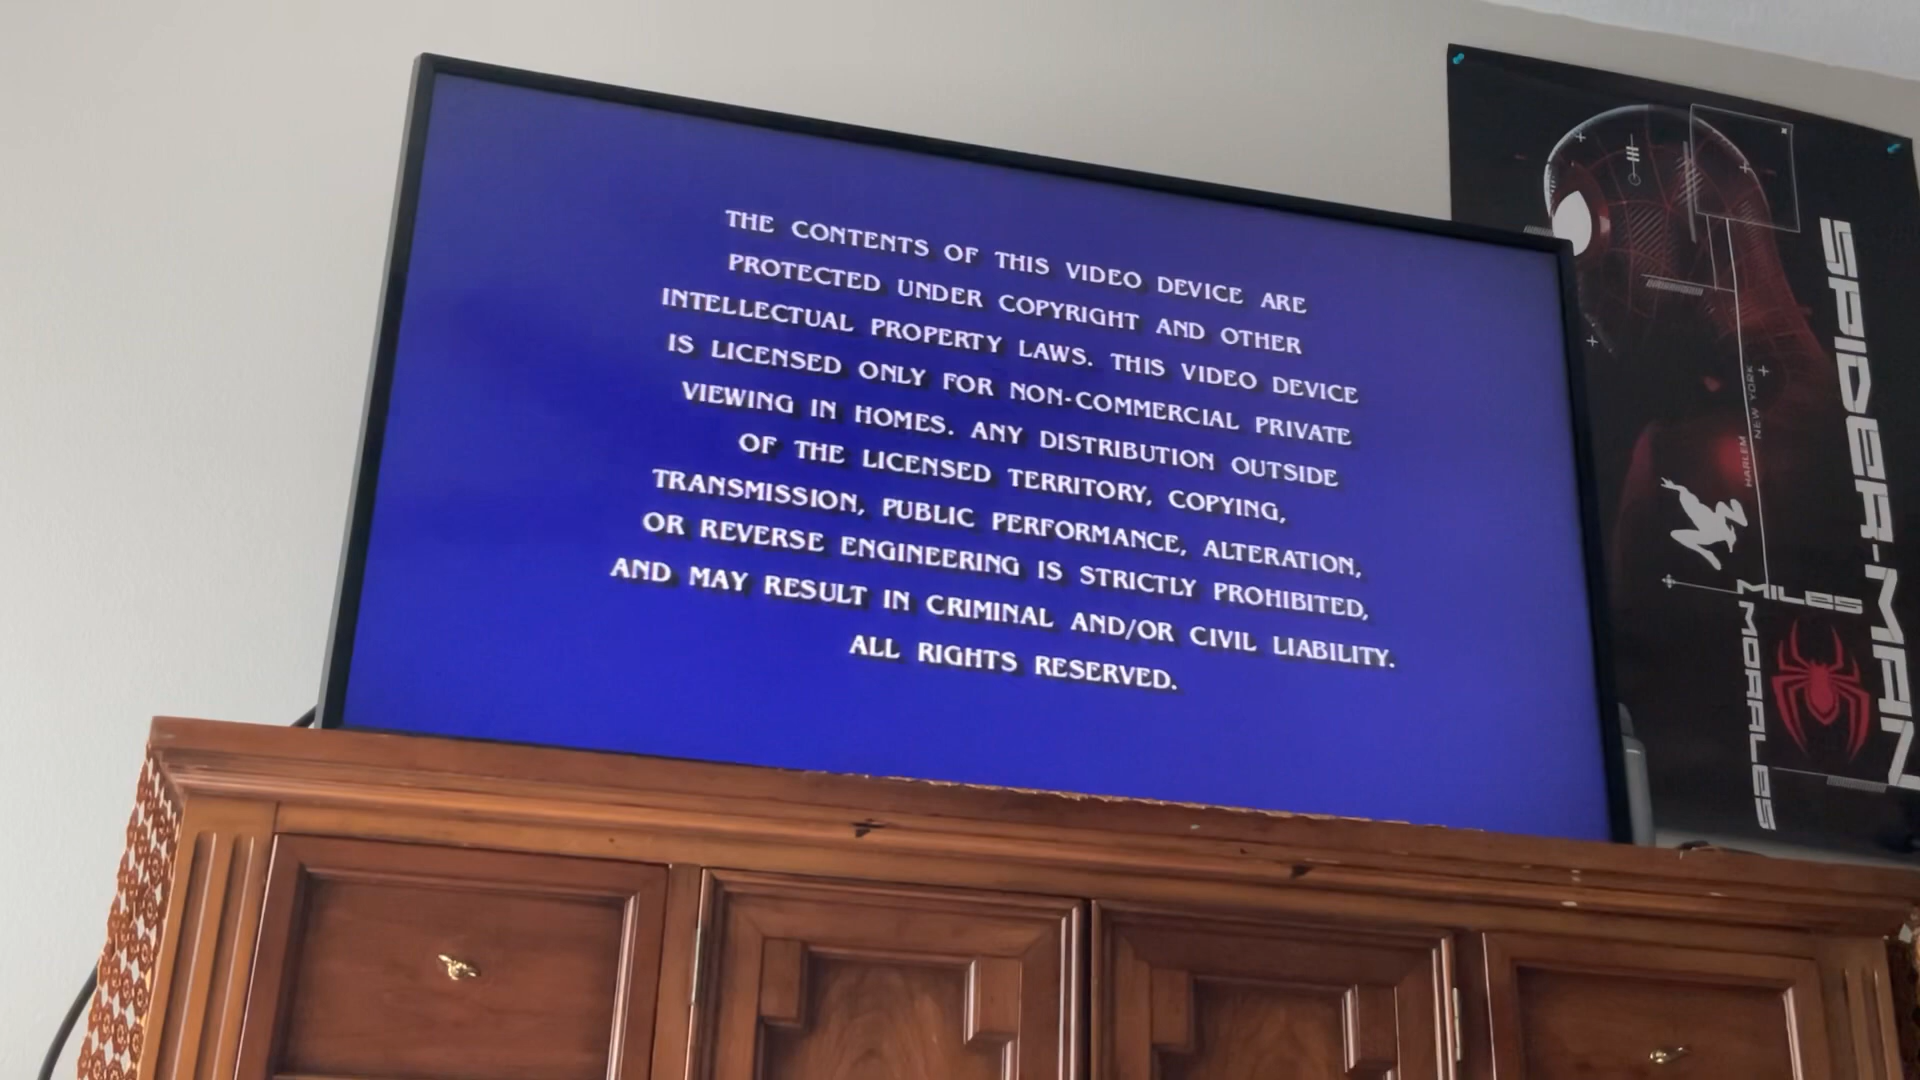 THE CONTENTS OF THIS VIDEO DEVICE ARE
PROTECTED UNDER COPYRIGHT AND OTHER
INTELLECTUAL PROPERTY LAWS. THIS VIDEO DEVICE
IS LICENSED ONLY FOR NON-COMMERCIAL PRIVATE
VIEWING IN HOMES. ANY DISTRIBUTION OUTSIDE
OF THE LICENSED TERRITORY, COPYING,
TRANSMISSION, PUBLIC PERFORMANCE, ALTERATION,
OR REVERSE ENGINEERING IS STRICTLY PROHIBITED,
AND MAY RESULT IN CRIMINAL AND/OR CIVIL LIABILITY.
ALL RIGHTS RESERVED.
SPIDER-MAN
MILES
MORALES
HARLEM
NEW YORK